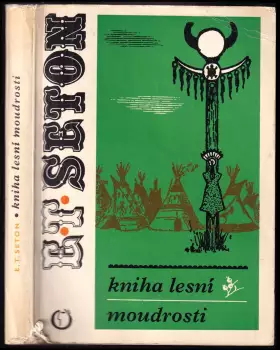 E. T. SETON • kniha lesní moudrosti
E.T. SETON
kniha lesní
moudrosti